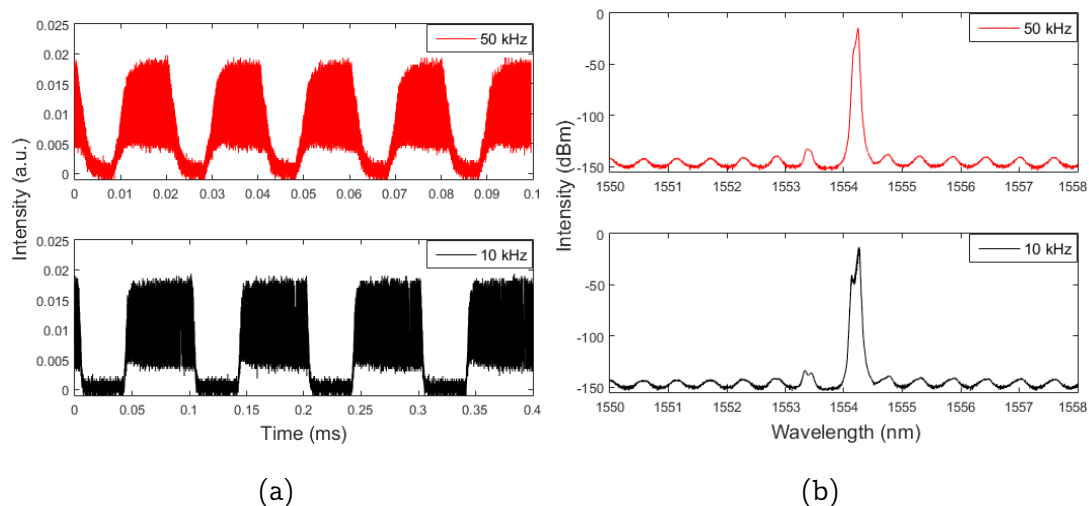 0.025
0.02
0.015
0.01
0.005
0
50 kHz
0 0.01 0.02 0.03 0.04 0.05 0.06 0.07 0.08 0.09 0.1
Intensity (a.u.)
0.025
0.02
0.015
0.01
0.005
0
10 kHz
0 0.05 0.1 0.15 0.2 0.25 0.3 0.35 0.4
Time (ms)
(a)
0
-50
-100
-150
50 kHz
1550 1551 1552 1553 1554 1555 1556 1557 1558
Intensity (dBm)
0
-50
-100
-150
10 kHz
1550 1551 1552 1553 1554 1555 1556 1557 1558
Wavelength (nm)
(b)